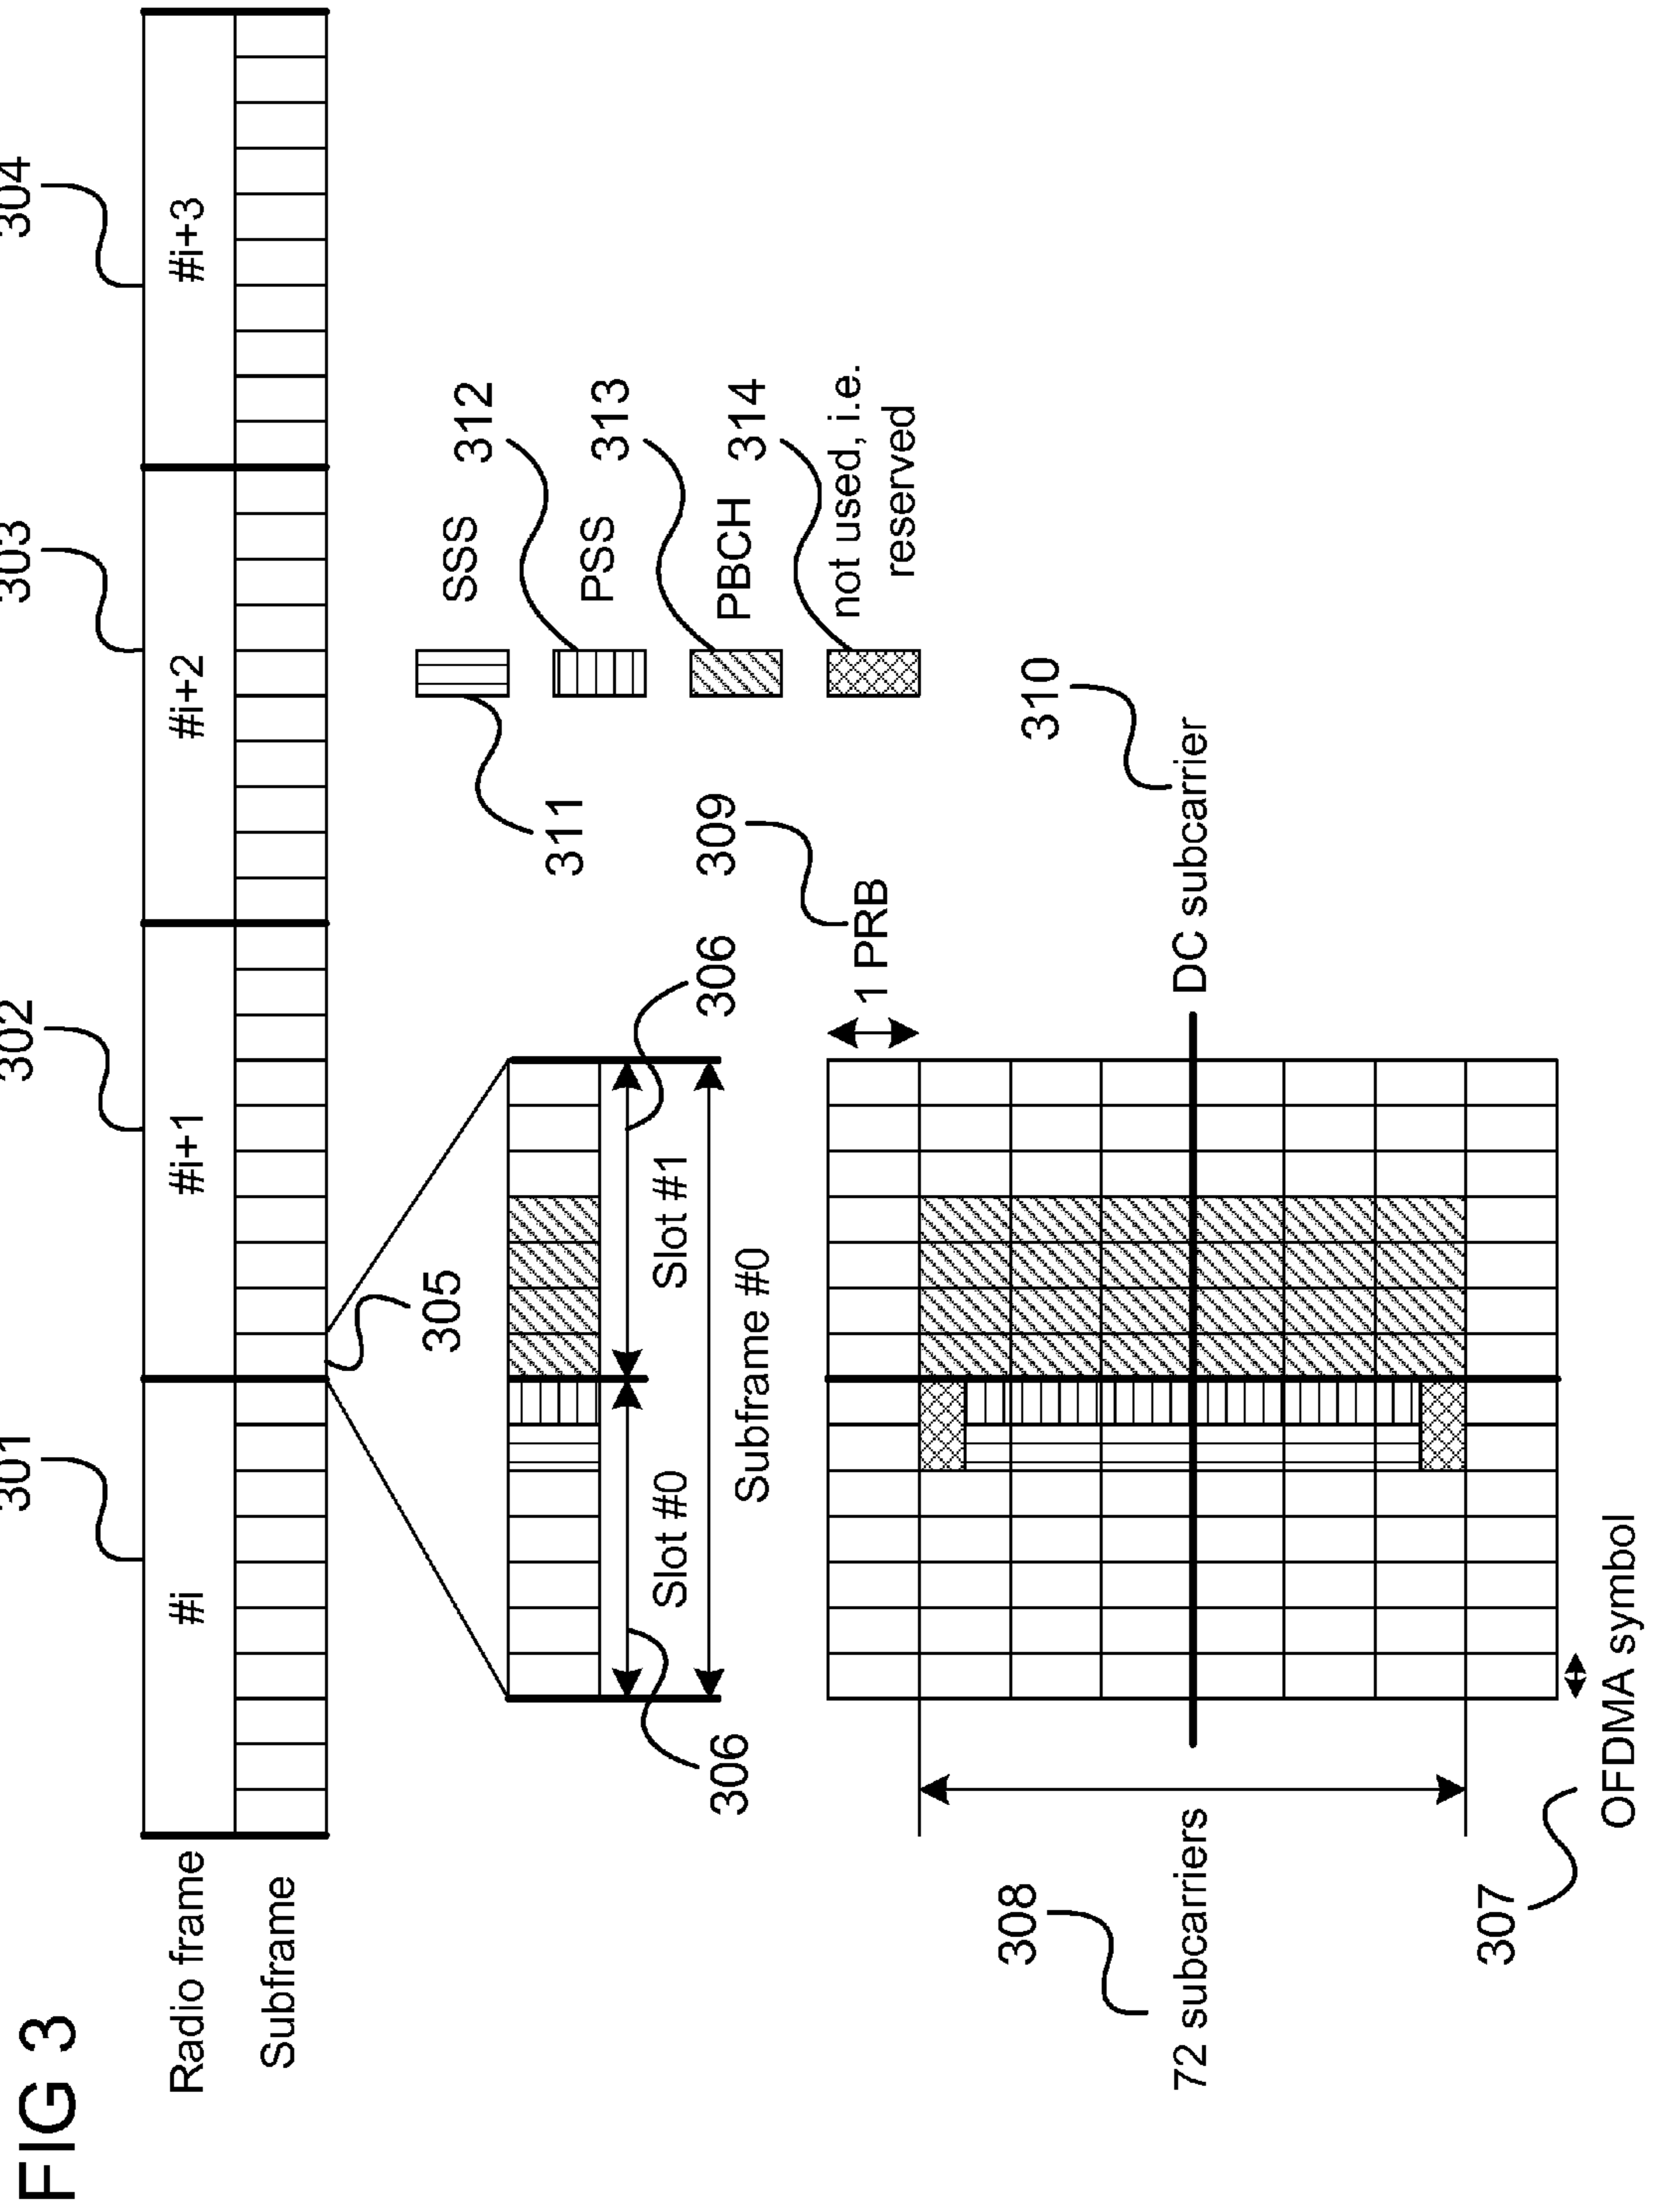 FIG 3
301
302
303
304
Radio frame
#i
#i+1
#i+2
#i+3
Subframe
305
311
SSS
312
PSS
313
PBCH
314
not used, i.e.
reserved
306
Slot #0
Slot #1
306
Subframe #0
309
1 PRB
310
DC subcarrier
308
72 subcarriers
307
OFDMA symbol